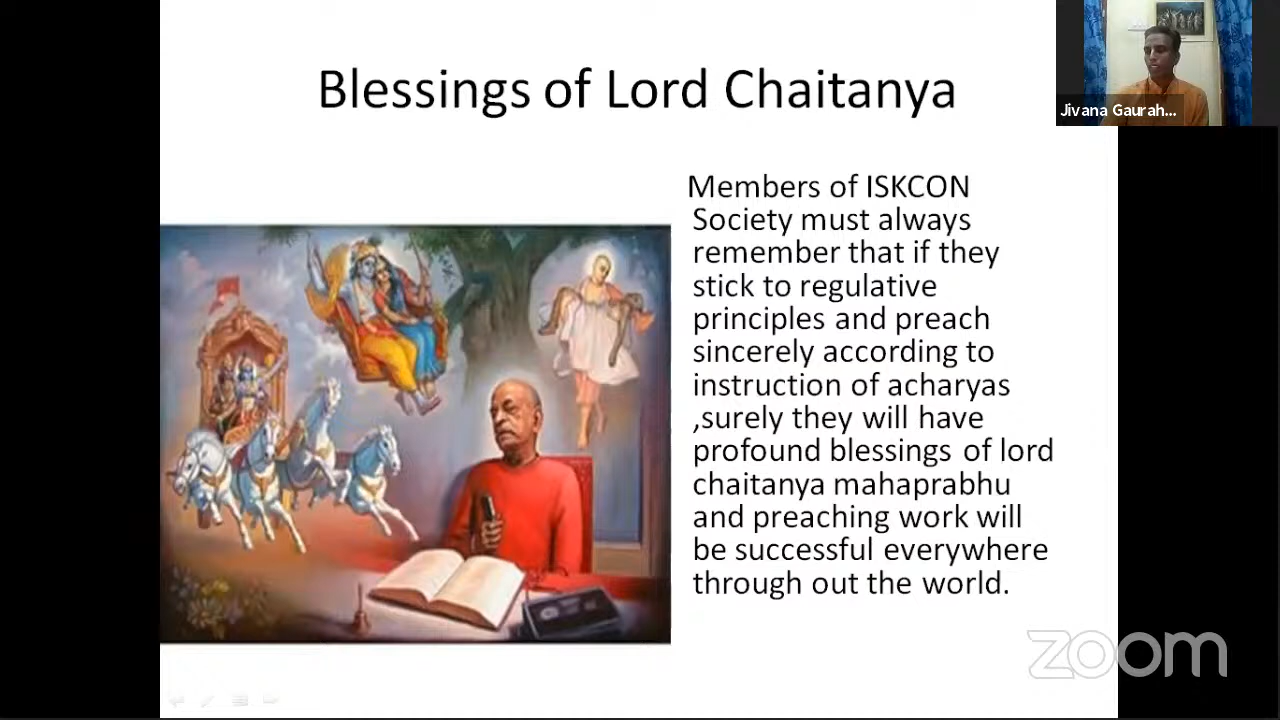 Blessings of Lord Chaitanya
Jivana Gaurah...
Members of ISKCON
Society must always
remember that if they
stick to regulative
principles and preach
sincerely according to
instruction of acharyas
,surely they will have
profound blessings of lord
chaitanya mahaprabhu
and preaching work will
be successful everywhere
through out the world.
zoom